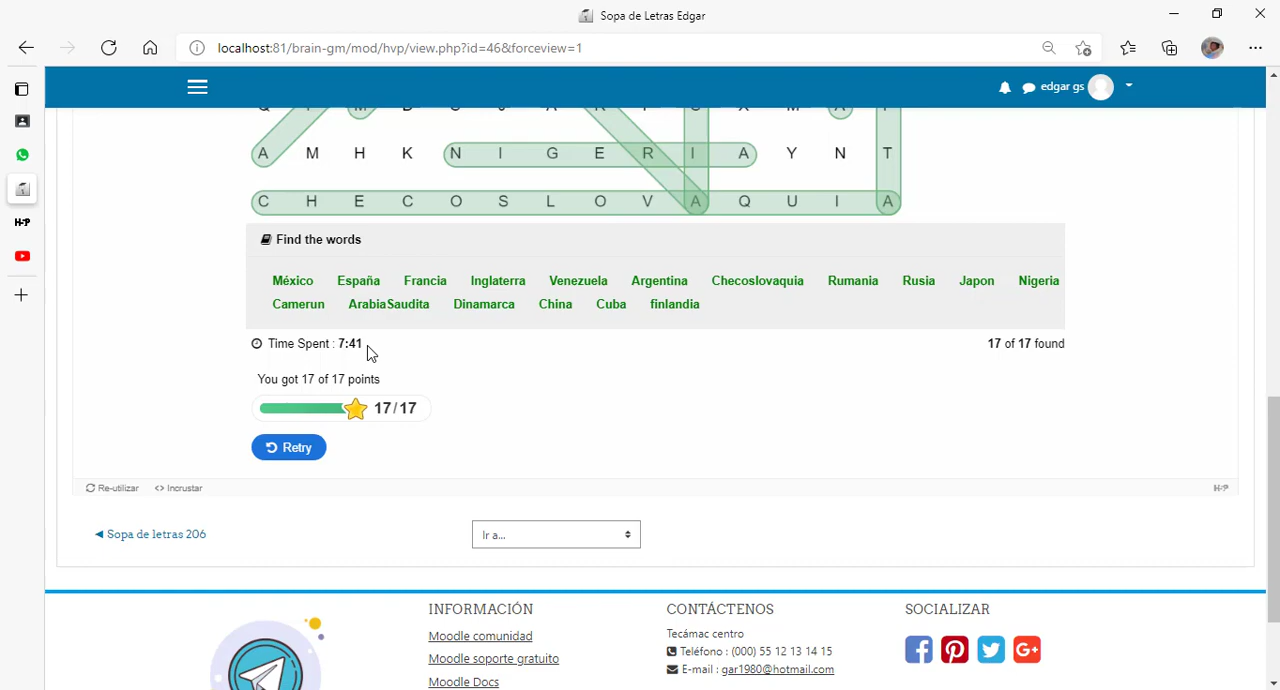 Sopa de Letras Edgar
localhost:81/brain-gm/mod/hvp/view.php?id=46&forceview=1
edgar gs
A M H K N I G E R I A Y N T
C H E C O S L O V A Q U I A
Find the words
México España Francia Inglaterra Venezuela Argentina Checoslovaquia Rumania Rusia Japon Nigeria
Camerun ArabiaSaudita Dinamarca China Cuba finlandia
Time Spent : 7:41
17 of 17 found
You got 17 of 17 points
17/17
Retry
Re-utilizar <> Incrustar
H-P
◀ Sopa de letras 206
Ir a...
INFORMACIÓN CONTÁCTENOS SOCIALIZAR
Moodle comunidad
Moodle soporte gratuito
Moodle Docs
Tecámac centro
Teléfono : (000) 55 12 13 14 15
E-mail : gar1980@hotmail.com